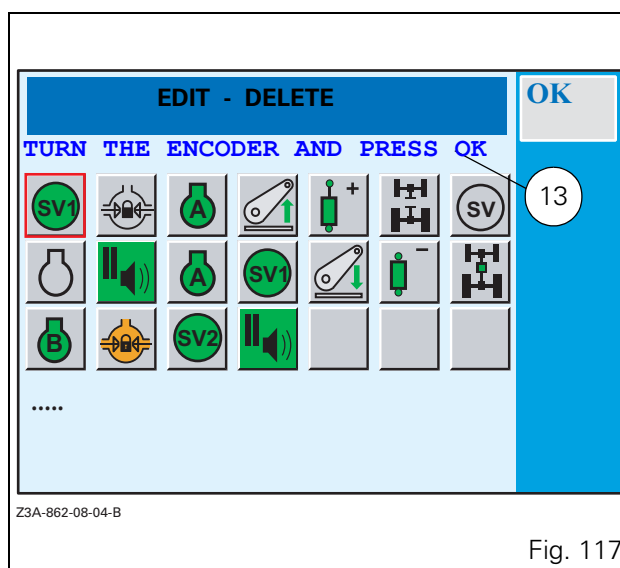 EDIT - DELETE
OK
TURN THE ENCODER AND PRESS OK
13
SV1 A + SV
A SV1 −
B SV2
.....
Z3A-862-08-04-B
Fig. 117